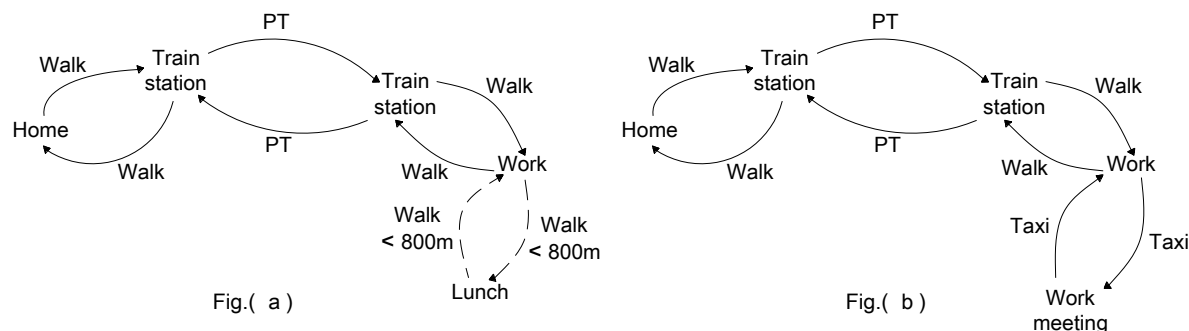 PT
Walk
Train
station
Train
station
Walk
Home
PT
Walk
Walk
Work
Walk
< 800m
Walk
< 800m
Lunch
Fig.( a )
PT
Walk
Train
station
Train
station
Walk
Home
PT
Walk
Walk
Work
Taxi
Taxi
Work
meeting
Fig.( b )